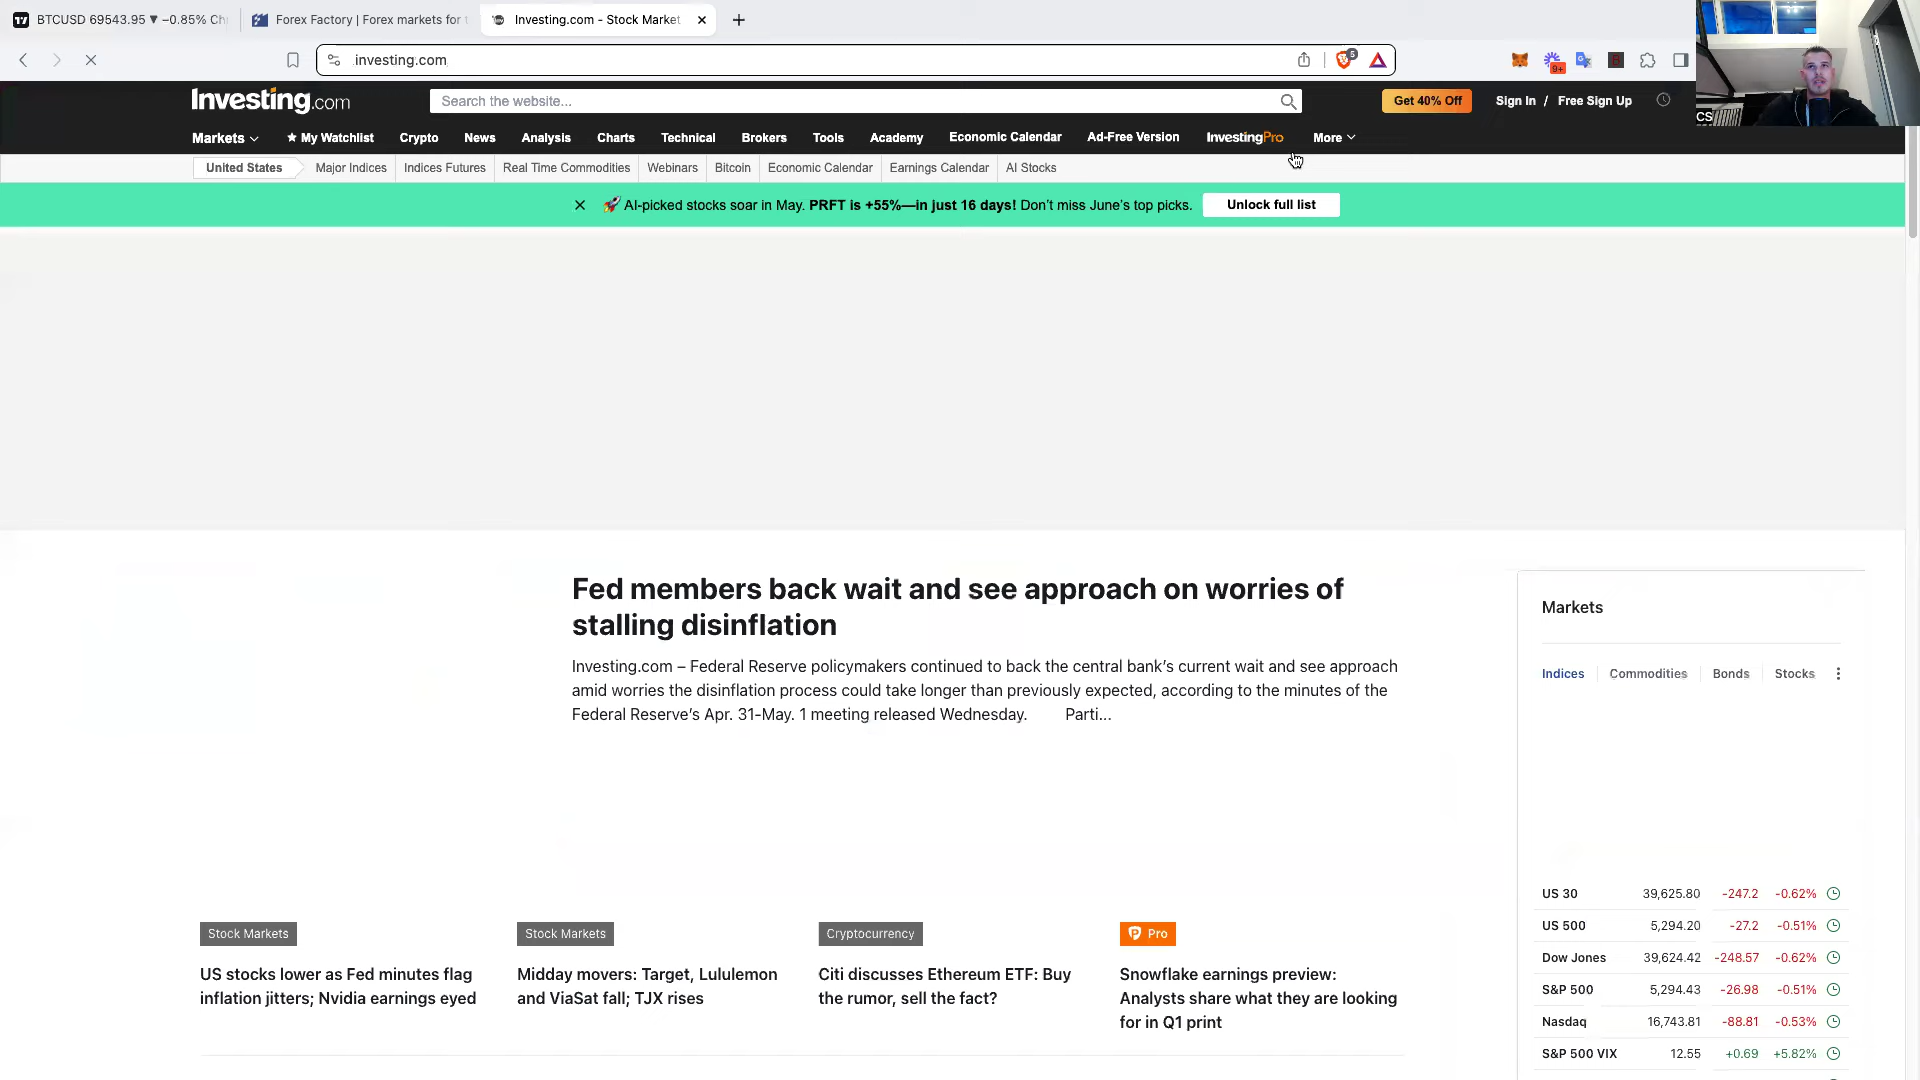 BTCUSD 69543.95 ▼ −0.85%
Forex Factory | Forex markets for
Investing.com - Stock Market
investing.com
5
9+
CS
Investing.com
Search the website...
Get 40% Off
Sign In / Free Sign Up
Markets
★ My Watchlist
Crypto
News
Analysis
Charts
Technical
Brokers
Tools
Academy
Economic Calendar
Ad-Free Version
InvestingPro
More
United States
Major Indices
Indices Futures
Real Time Commodities
Webinars
Bitcoin
Economic Calendar
Earnings Calendar
AI Stocks
🚀 AI-picked stocks soar in May. PRFT is +55%—in just 16 days! Don't miss June's top picks.
Unlock full list
Fed members back wait and see approach on worries of
stalling disinflation
Investing.com – Federal Reserve policymakers continued to back the central bank's current wait and see approach
amid worries the disinflation process could take longer than previously expected, according to the minutes of the
Federal Reserve's Apr. 31-May. 1 meeting released Wednesday. Parti...
Markets
Indices
Commodities
Bonds
Stocks
US 30 39,625.80 -247.2 -0.62%
US 500 5,294.20 -27.2 -0.51%
Dow Jones 39,624.42 -248.57 -0.62%
S&P 500 5,294.43 -26.98 -0.51%
Nasdaq 16,743.81 -88.81 -0.53%
S&P 500 VIX 12.55 +0.69 +5.82%
Stock Markets
US stocks lower as Fed minutes flag
inflation jitters; Nvidia earnings eyed
Stock Markets
Midday movers: Target, Lululemon
and ViaSat fall; TJX rises
Cryptocurrency
Citi discusses Ethereum ETF: Buy
the rumor, sell the fact?
Pro
Snowflake earnings preview:
Analysts share what they are looking
for in Q1 print